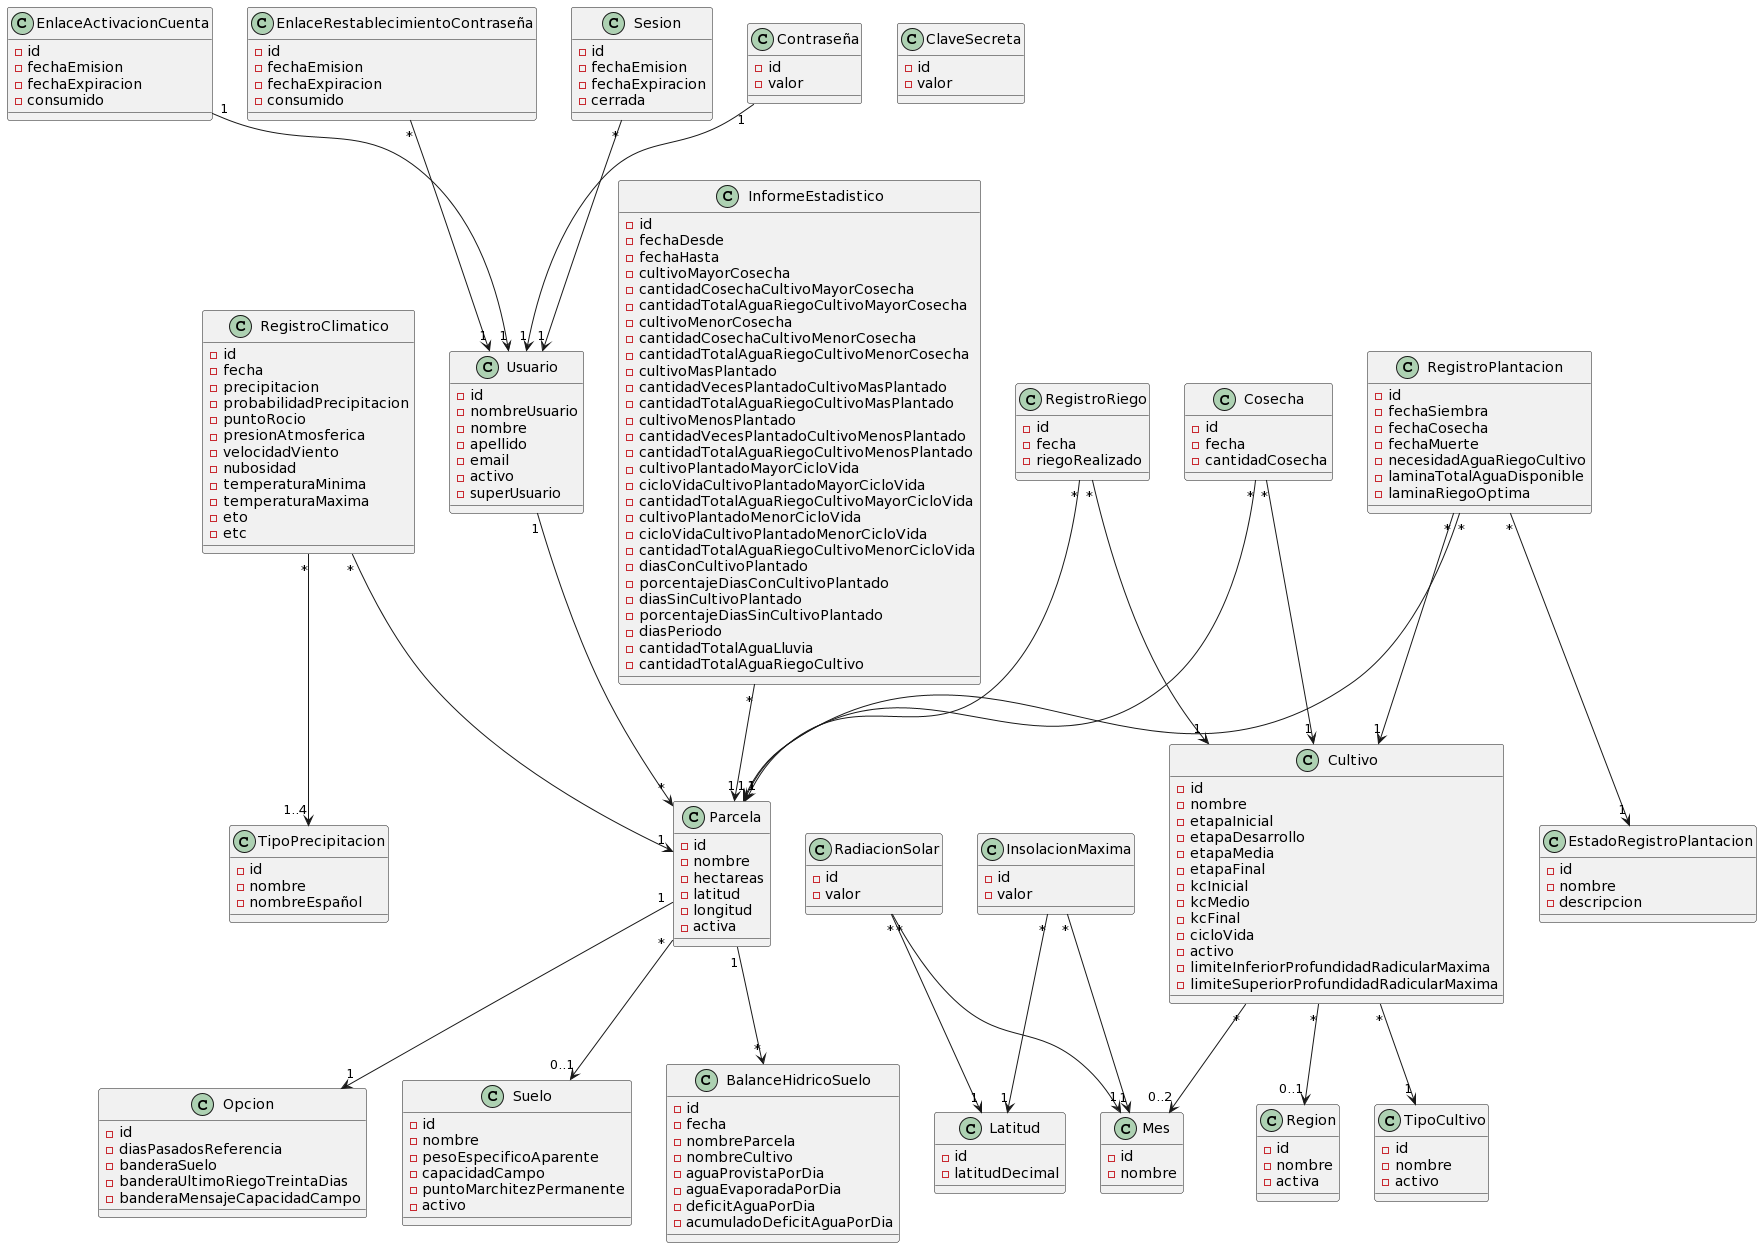 EnlaceActivacionCuenta
id
fechaEmision
fechaExpiracion
consumido
EnlaceRestablecimientoContraseña
id
fechaEmision
fechaExpiracion
consumido
Sesion
id
fechaEmision
fechaExpiracion
cerrada
Contraseña
id
valor
ClaveSecreta
id
valor
1
*
*
1
InformeEstadistico
id
fechaDesde
fechaHasta
cultivoMayorCosecha
cantidadCosechaCultivoMayorCosecha
cantidadTotalAguaRiegoCultivoMayorCosecha
cultivoMenorCosecha
cantidadCosechaCultivoMenorCosecha
cantidadTotalAguaRiegoCultivoMenorCosecha
cultivoMasPlantado
cantidadVecesPlantadoCultivoMasPlantado
cantidadTotalAguaRiegoCultivoMasPlantado
cultivoMenosPlantado
cantidadVecesPlantadoCultivoMenosPlantado
cantidadTotalAguaRiegoCultivoMenosPlantado
cultivoPlantadoMayorCicloVida
cicloVidaCultivoPlantadoMayorCicloVida
cantidadTotalAguaRiegoCultivoMayorCicloVida
cultivoPlantadoMenorCicloVida
cicloVidaCultivoPlantadoMenorCicloVida
cantidadTotalAguaRiegoCultivoMenorCicloVida
diasConCultivoPlantado
porcentajeDiasConCultivoPlantado
diasSinCultivoPlantado
porcentajeDiasSinCultivoPlantado
diasPeriodo
cantidadTotalAguaLluvia
cantidadTotalAguaRiegoCultivo
RegistroClimatico
id
fecha
precipitacion
probabilidadPrecipitacion
puntoRocio
presionAtmosferica
velocidadViento
nubosidad
temperaturaMinima
temperaturaMaxima
eto
etc
1
1
1
1
Usuario
id
nombreUsuario
nombre
apellido
email
activo
superUsuario
RegistroRiego
id
fecha
riegoRealizado
Cosecha
id
fecha
cantidadCosecha
RegistroPlantacion
id
fechaSiembra
fechaCosecha
fechaMuerte
necesidadAguaRiegoCultivo
laminaTotalAguaDisponible
laminaRiegoOptima
*
*
1
*
*
*
*
*
*
*
*
1..4
1
*
1
1
1
1
1
1
1
1
TipoPrecipitacion
id
nombre
nombreEspañol
Parcela
id
nombre
hectareas
latitud
longitud
activa
RadiacionSolar
id
valor
InsolacionMaxima
id
valor
Cultivo
id
nombre
etapaInicial
etapaDesarrollo
etapaMedia
etapaFinal
kcInicial
kcMedio
kcFinal
cicloVida
activo
limiteInferiorProfundidadRadicularMaxima
limiteSuperiorProfundidadRadicularMaxima
EstadoRegistroPlantacion
id
nombre
descripcion
1
*
1
*
*
*
*
*
*
*
1
0..1
*
1
1
1
1
0..2
0..1
1
Opcion
id
diasPasadosReferencia
banderaSuelo
banderaUltimoRiegoTreintaDias
banderaMensajeCapacidadCampo
Suelo
id
nombre
pesoEspecificoAparente
capacidadCampo
puntoMarchitezPermanente
activo
BalanceHidricoSuelo
id
fecha
nombreParcela
nombreCultivo
aguaProvistaPorDia
aguaEvaporadaPorDia
deficitAguaPorDia
acumuladoDeficitAguaPorDia
Latitud
id
latitudDecimal
Mes
id
nombre
Region
id
nombre
activa
TipoCultivo
id
nombre
activo